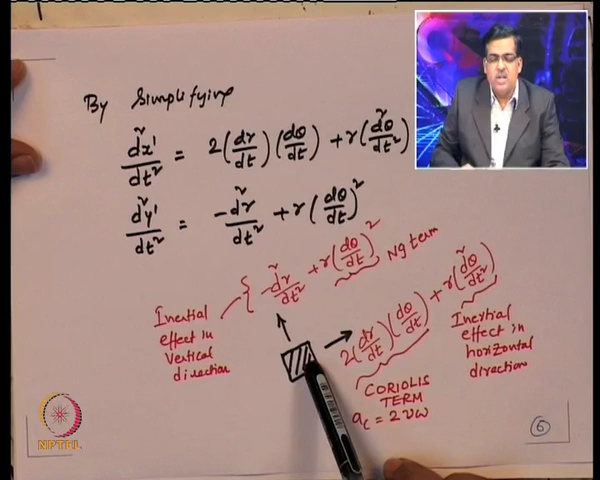 By Simplifying
d²x'/dt² = 2(dr/dt)(dθ/dt) + r(d²θ/dt²)
d²y'/dt² = -d²r/dt² + r(dθ/dt)²
{ -d²r/dt² + r(dθ/dt)² Ng term
Inertial
effect in
vertical
direction
2(dr/dt)(dθ/dt) + r(d²θ/dt²)
CORIOLIS
TERM
a_c = 2υω
Inertial
effect in
horizontal
direction
6
NPTEL